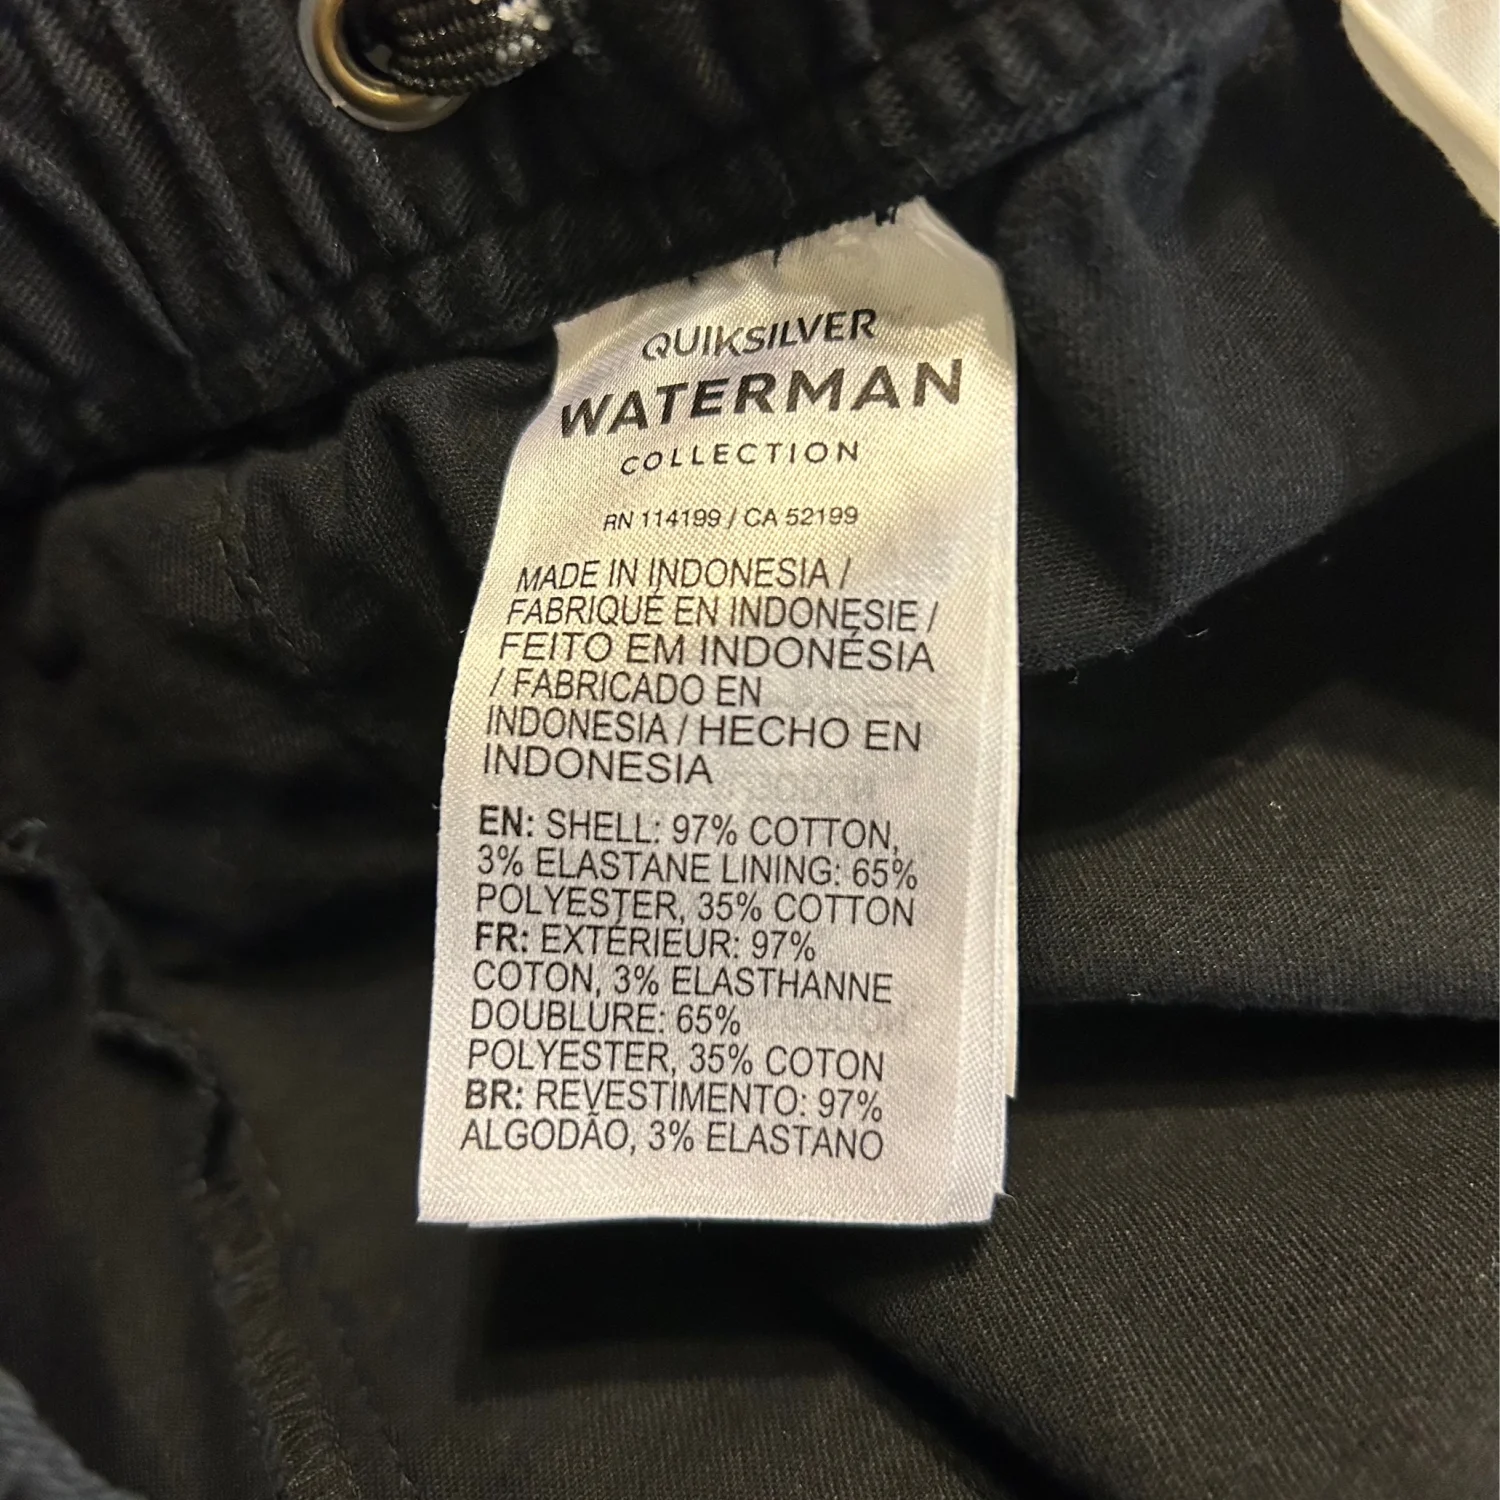 QUIKSILVER
WATERMAN
COLLECTION
RN 114199 / CA 52199
MADE IN INDONESIA /
FABRIQUÉ EN INDONESIE /
FEITO EM INDONÉSIA
/ FABRICADO EN
INDONESIA / HECHO EN
INDONESIA
EN: SHELL: 97% COTTON,
3% ELASTANE LINING: 65%
POLYESTER, 35% COTTON
FR: EXTÉRIEUR: 97%
COTON, 3% ELASTHANNE
DOUBLURE: 65%
POLYESTER, 35% COTON
BR: REVESTIMENTO: 97%
ALGODÃO, 3% ELASTANO